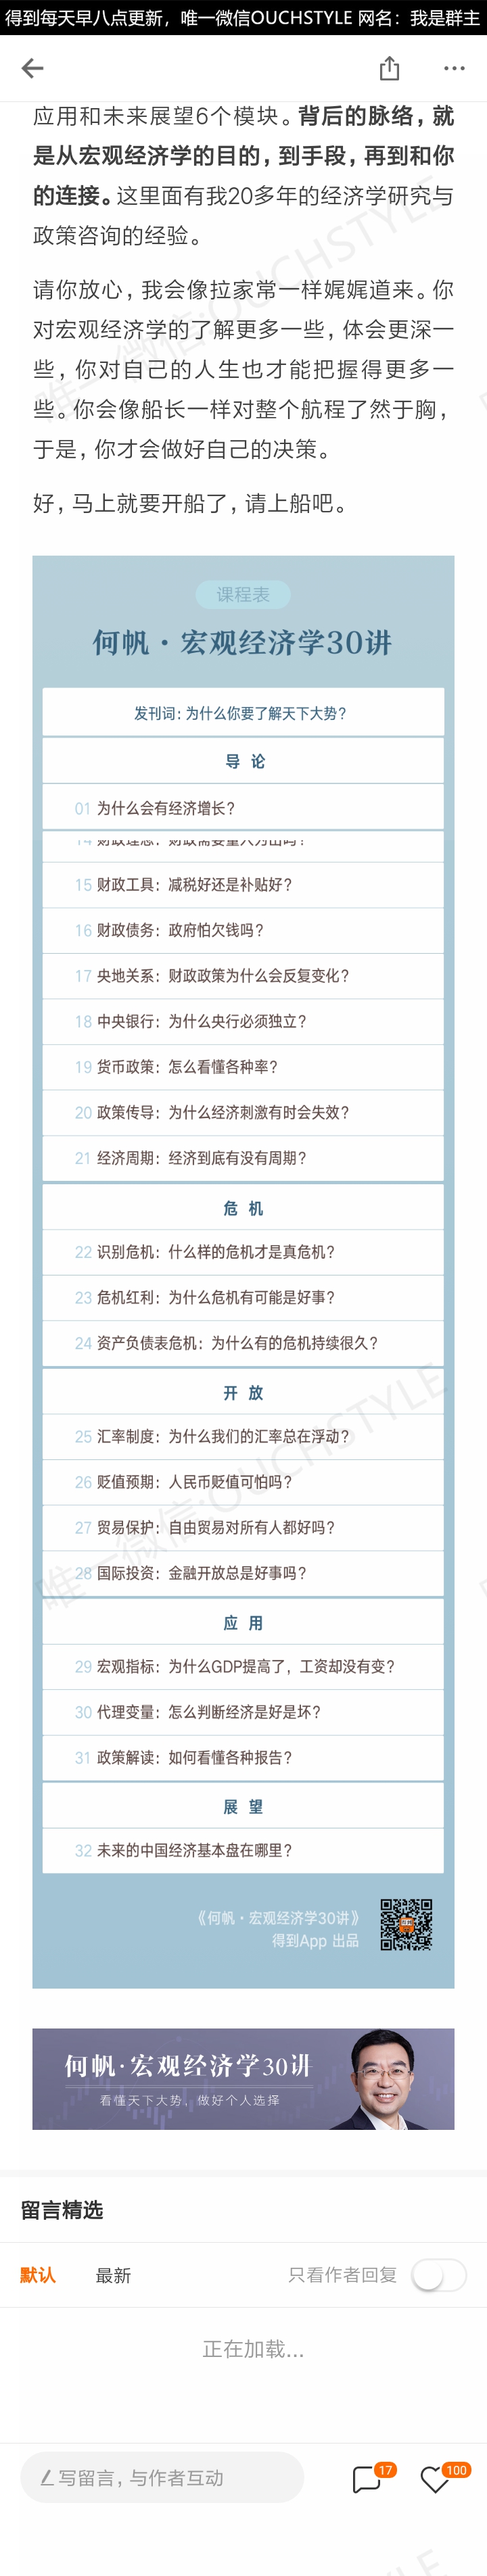 得到每天早八点更新，唯一微信OUCHSTYLE 网名：我是群主
应用和未来展望6个模块。背后的脉络，就
是从宏观经济学的目的，到手段，再到和你
的连接。这里面有我20多年的经济学研究与
政策咨询的经验。
请你放心，我会像拉家常一样娓娓道来。你
对宏观经济学的了解更多一些，体会更深一
些，你对自己的人生也才能把握得更多一
些。你会像船长一样对整个航程了然于胸，
于是，你才会做好自己的决策。
好，马上就要开船了，请上船吧。
唯一微信:OUCHSTYLE
课程表
何帆·宏观经济学30讲
发刊词：为什么你要了解天下大势？
导 论
01 为什么会有经济增长？
14 财政理念：财政需要量入为出吗？
15 财政工具：减税好还是补贴好？
16 财政债务：政府怕欠钱吗？
17 央地关系：财政政策为什么会反复变化？
18 中央银行：为什么央行必须独立？
19 货币政策：怎么看懂各种率？
20 政策传导：为什么经济刺激有时会失效？
21 经济周期：经济到底有没有周期？
危 机
22 识别危机：什么样的危机才是真危机？
23 危机红利：为什么危机有可能是好事？
24 资产负债表危机：为什么有的危机持续很久？
开 放
25 汇率制度：为什么我们的汇率总在浮动？
26 贬值预期：人民币贬值可怕吗？
27 贸易保护：自由贸易对所有人都好吗？
28 国际投资：金融开放总是好事吗？
唯一微信:OUCHSTYLE
应 用
29 宏观指标：为什么GDP提高了，工资却没有变？
30 代理变量：怎么判断经济是好是坏？
31 政策解读：如何看懂各种报告？
展 望
32 未来的中国经济基本盘在哪里？
《何帆·宏观经济学30讲》
得到App 出品
何帆·宏观经济学30讲
看懂天下大势，做好个人选择
留言精选
默认 最新 只看作者回复
正在加载...
写留言，与作者互动 17 100